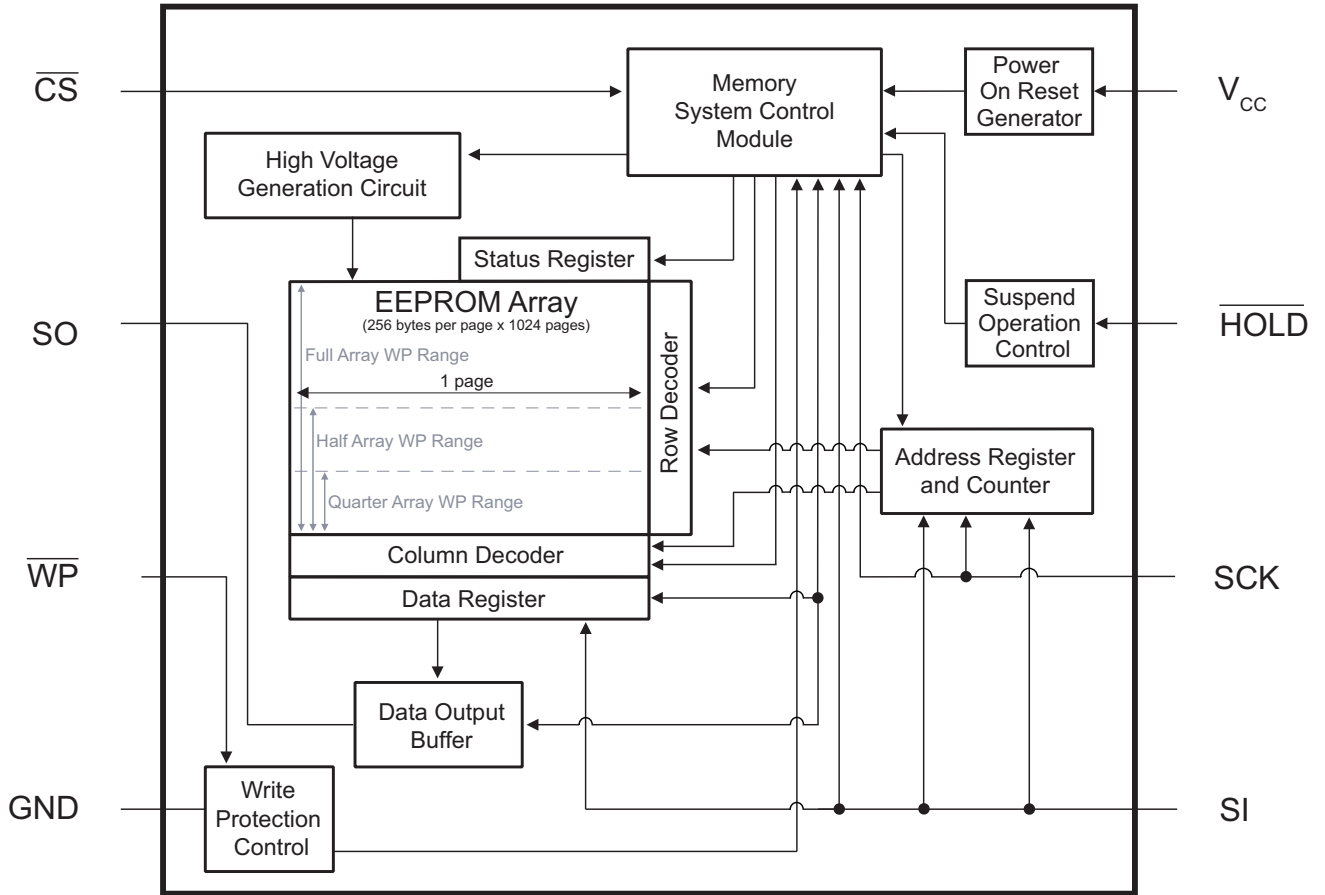 CS
Memory
System Control
Module
Power
On Reset
Generator
VCC
High Voltage
Generation Circuit
Status Register
EEPROM Array
(256 bytes per page x 1024 pages)
Suspend
Operation
Control
HOLD
SO
Full Array WP Range
1 page
Row Decoder
Half Array WP Range
Address Register
and Counter
Quarter Array WP Range
Column Decoder
WP
SCK
Data Register
Data Output
Buffer
Write
Protection
Control
GND
SI